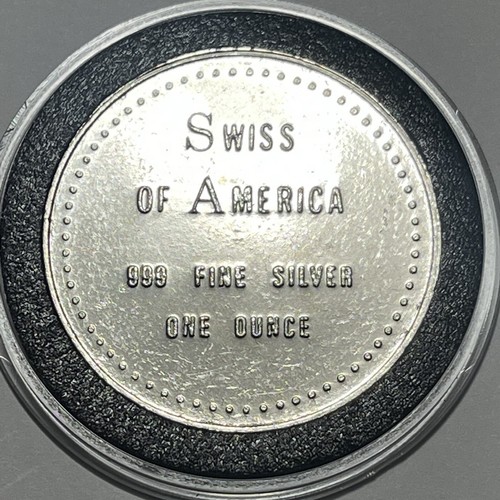 SWISS
OF AMERICA
999 FINE SILVER
ONE OUNCE